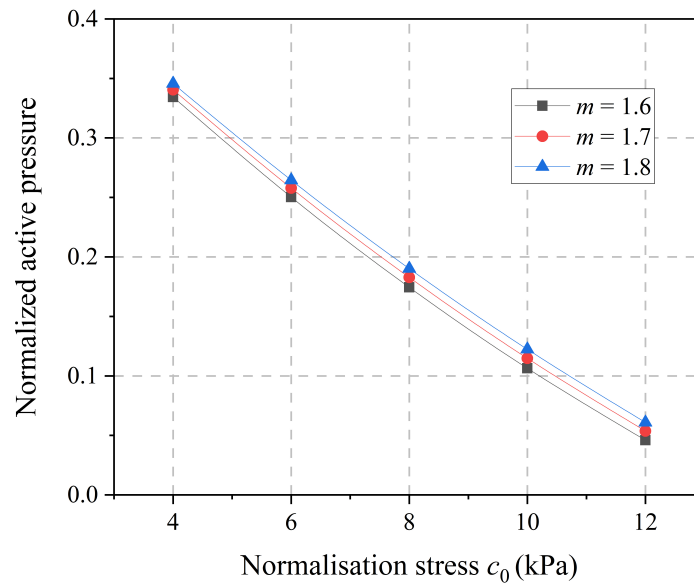 0.4
0.3
0.2
0.1
0.0
Normalized active pressure
m = 1.6
m = 1.7
m = 1.8
4 6 8 10 12
Normalisation stress c₀ (kPa)